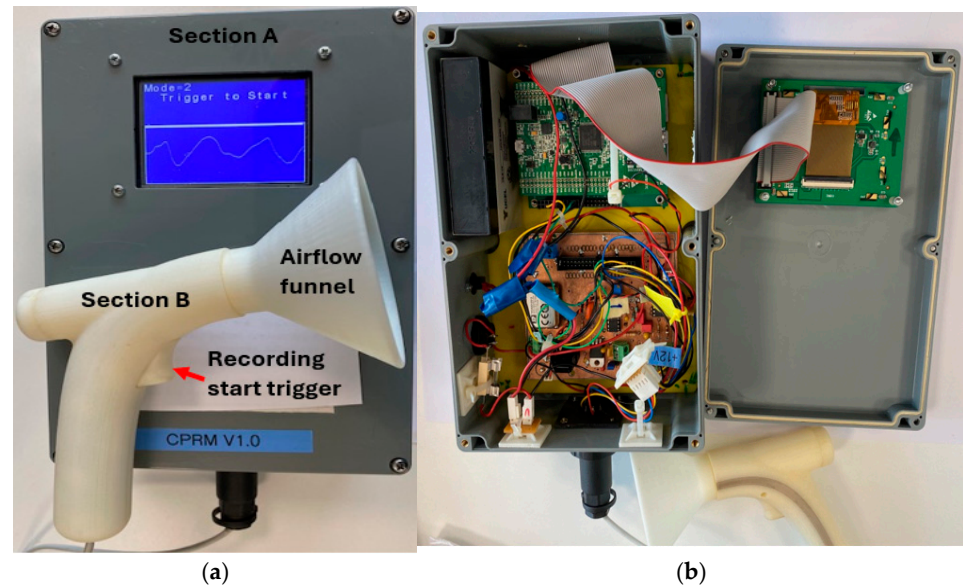 Section A
Mode=2
Trigger to Start
Airflow
funnel
Section B
Recording
start trigger
CPRM V1.0
+12V
(a)
(b)